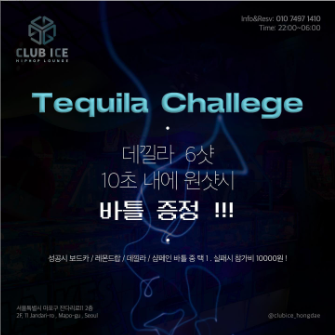 CLUB ICE
HIPHOP LOUNGE
Info&Resv: 010 7497 1410
Time: 22:00~06:00
Tequila Challege
데낄라 6샷
10초 내에 원샷시
바틀 증정 !!!
성공시 보드카 / 레몬드랍 / 데낄라 / 샴페인 바틀 중 택 1 . 실패시 참가비 10000원 !
서울특별시 마포구 잔다리로11 2층
2F, 11 Jandari-ro, Mapo-gu, Seoul
@clubice_hongdae